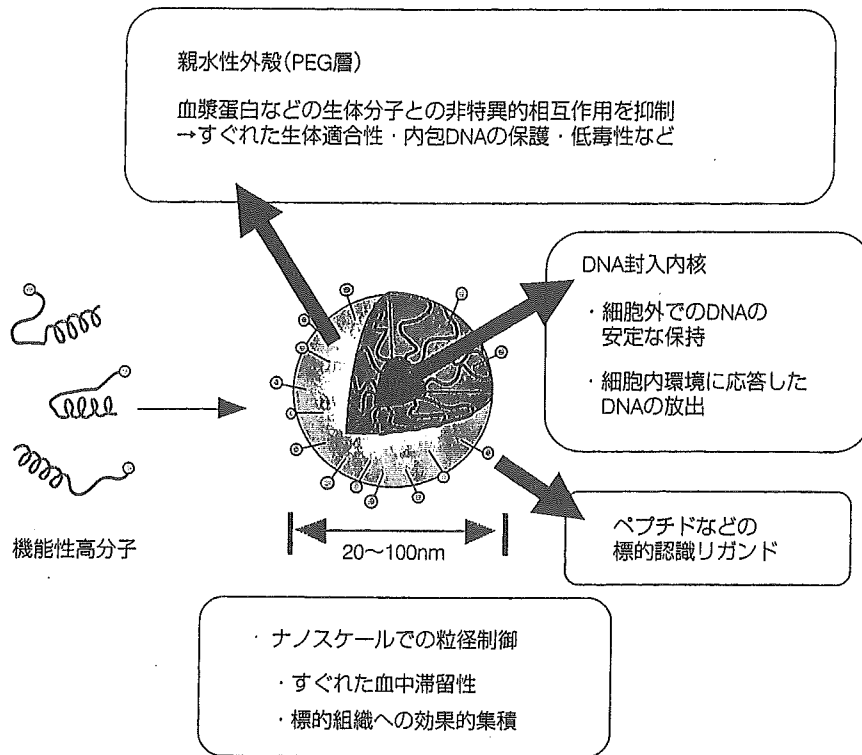 親水性外殻(PEG層)
血漿蛋白などの生体分子との非特異的相互作用を抑制
→すぐれた生体適合性・内包DNAの保護・低毒性など
DNA封入内核
・細胞外でのDNAの
安定な保持
・細胞内環境に応答した
DNAの放出
ペプチドなどの
標的認識リガンド
機能性高分子
20〜100nm
・ナノスケールでの粒径制御
・すぐれた血中滞留性
・標的組織への効果的集積